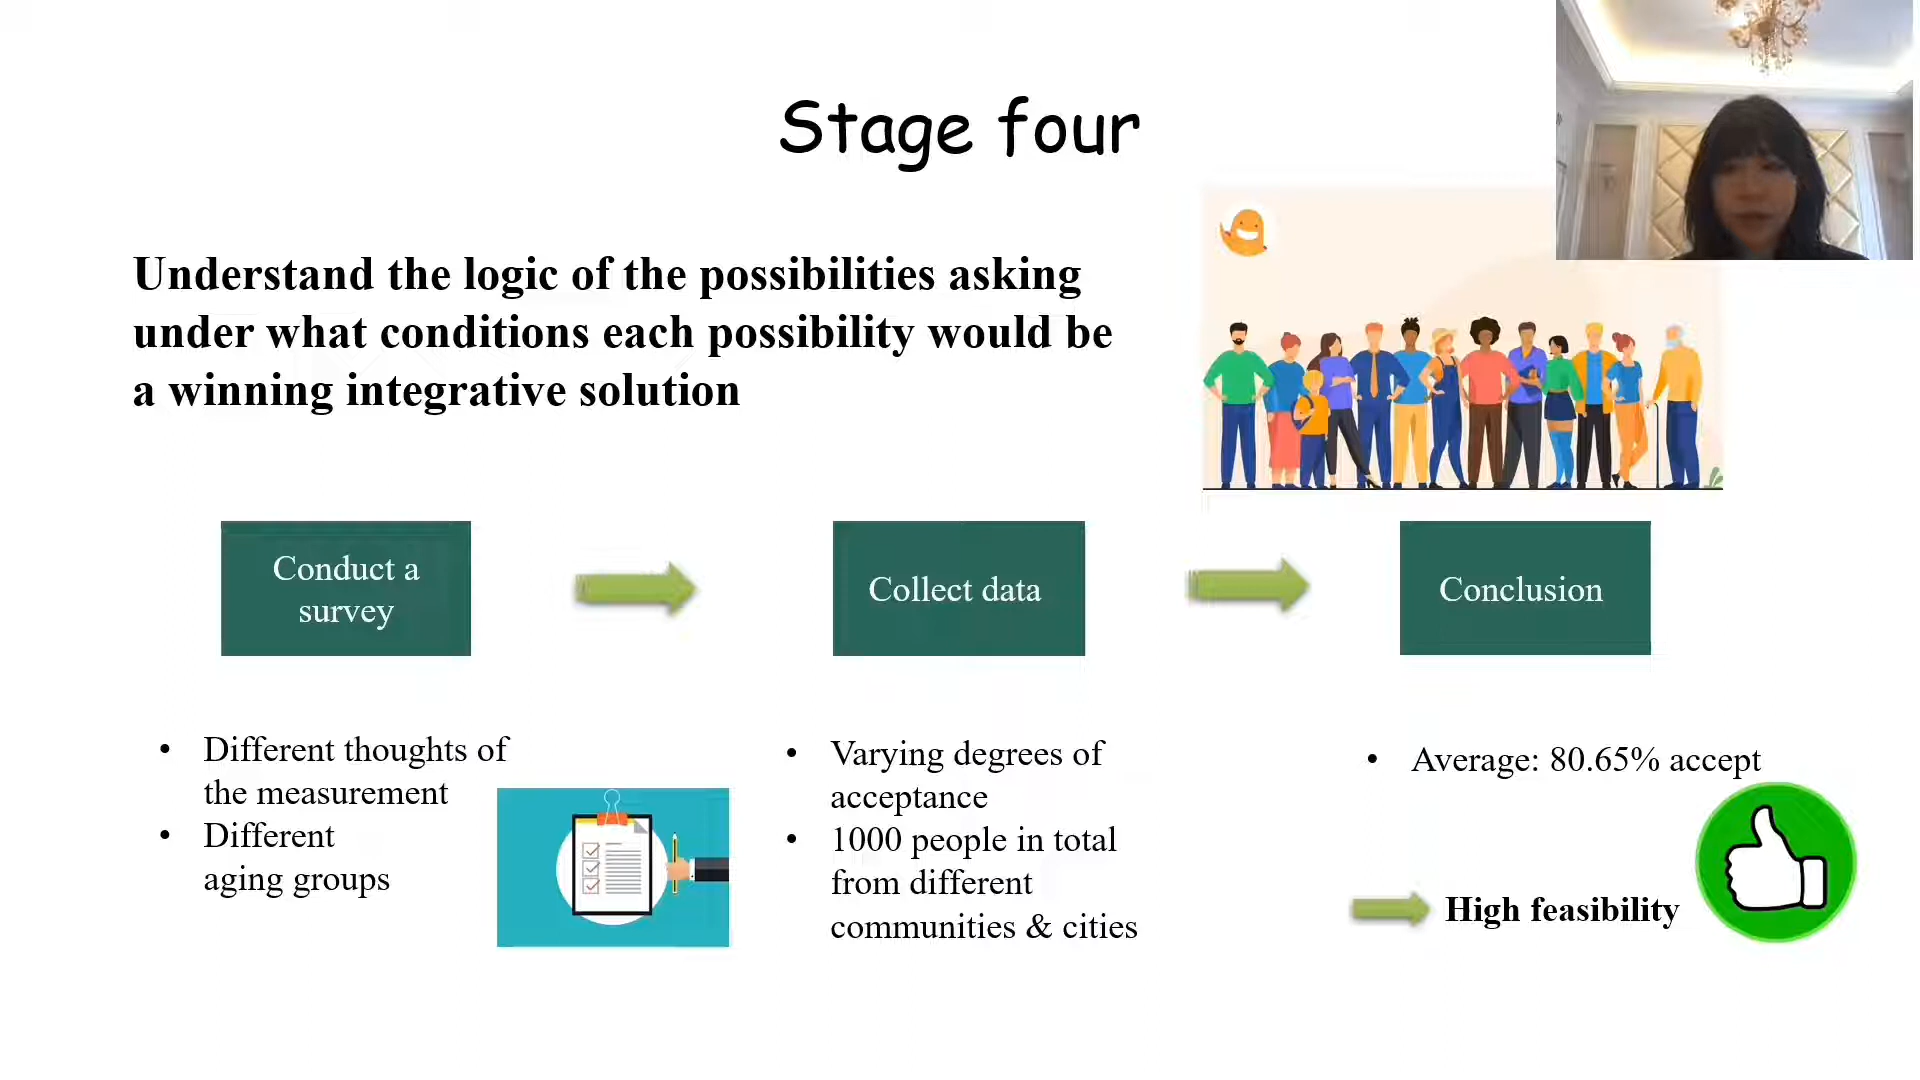 Stage four
Understand the logic of the possibilities asking
under what conditions each possibility would be
a winning integrative solution
Conduct a
survey
Collect data
Conclusion
• Different thoughts of
the measurement
• Different
aging groups
• Varying degrees of
acceptance
• 1000 people in total
from different
communities & cities
• Average: 80.65% accept
High feasibility